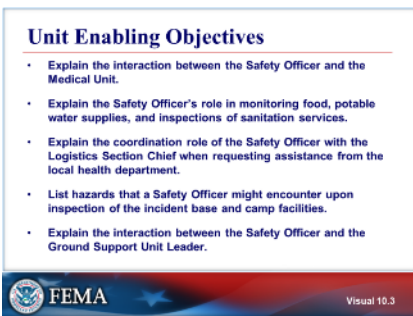 Unit Enabling Objectives
• Explain the interaction between the Safety Officer and the
Medical Unit.
• Explain the Safety Officer's role in monitoring food, potable
water supplies, and inspections of sanitation services.
• Explain the coordination role of the Safety Officer with the
Logistics Section Chief when requesting assistance from the
local health department.
• List hazards that a Safety Officer might encounter upon
inspection of the incident base and camp facilities.
• Explain the interaction between the Safety Officer and the
Ground Support Unit Leader.
FEMA
Visual 10.3